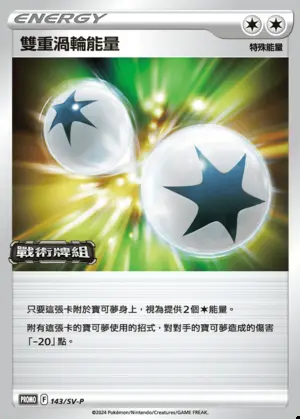 ENERGY
雙重渦輪能量
特殊能量
戰術牌組
只要這張卡附於寶可夢身上，視為提供2個✶能量。
附有這張卡的寶可夢使用的招式，對對手的寶可夢造成的傷害
「-20」點。
PROMO F 143/SV-P
©2024 Pokémon/Nintendo/Creatures/GAME FREAK.